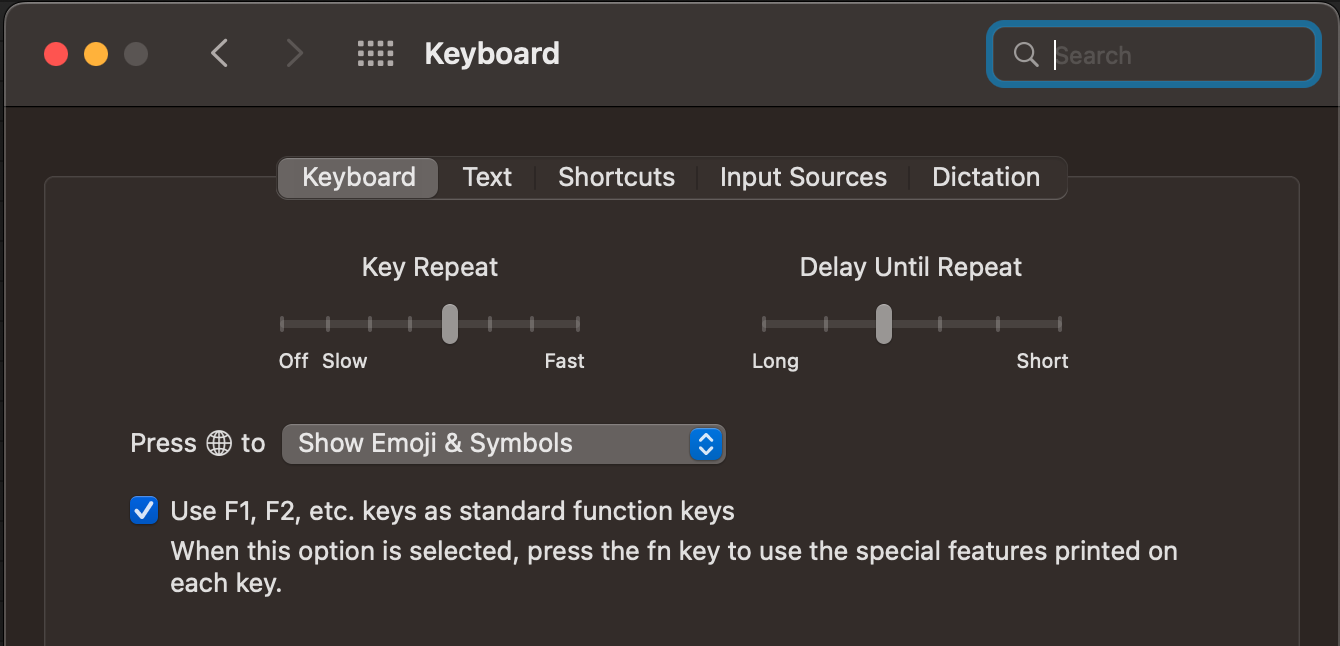 Keyboard
Search
Keyboard Text Shortcuts Input Sources Dictation
Key Repeat
Delay Until Repeat
Off Slow Fast
Long Short
Press to Show Emoji & Symbols
Use F1, F2, etc. keys as standard function keys
When this option is selected, press the fn key to use the special features printed on
each key.